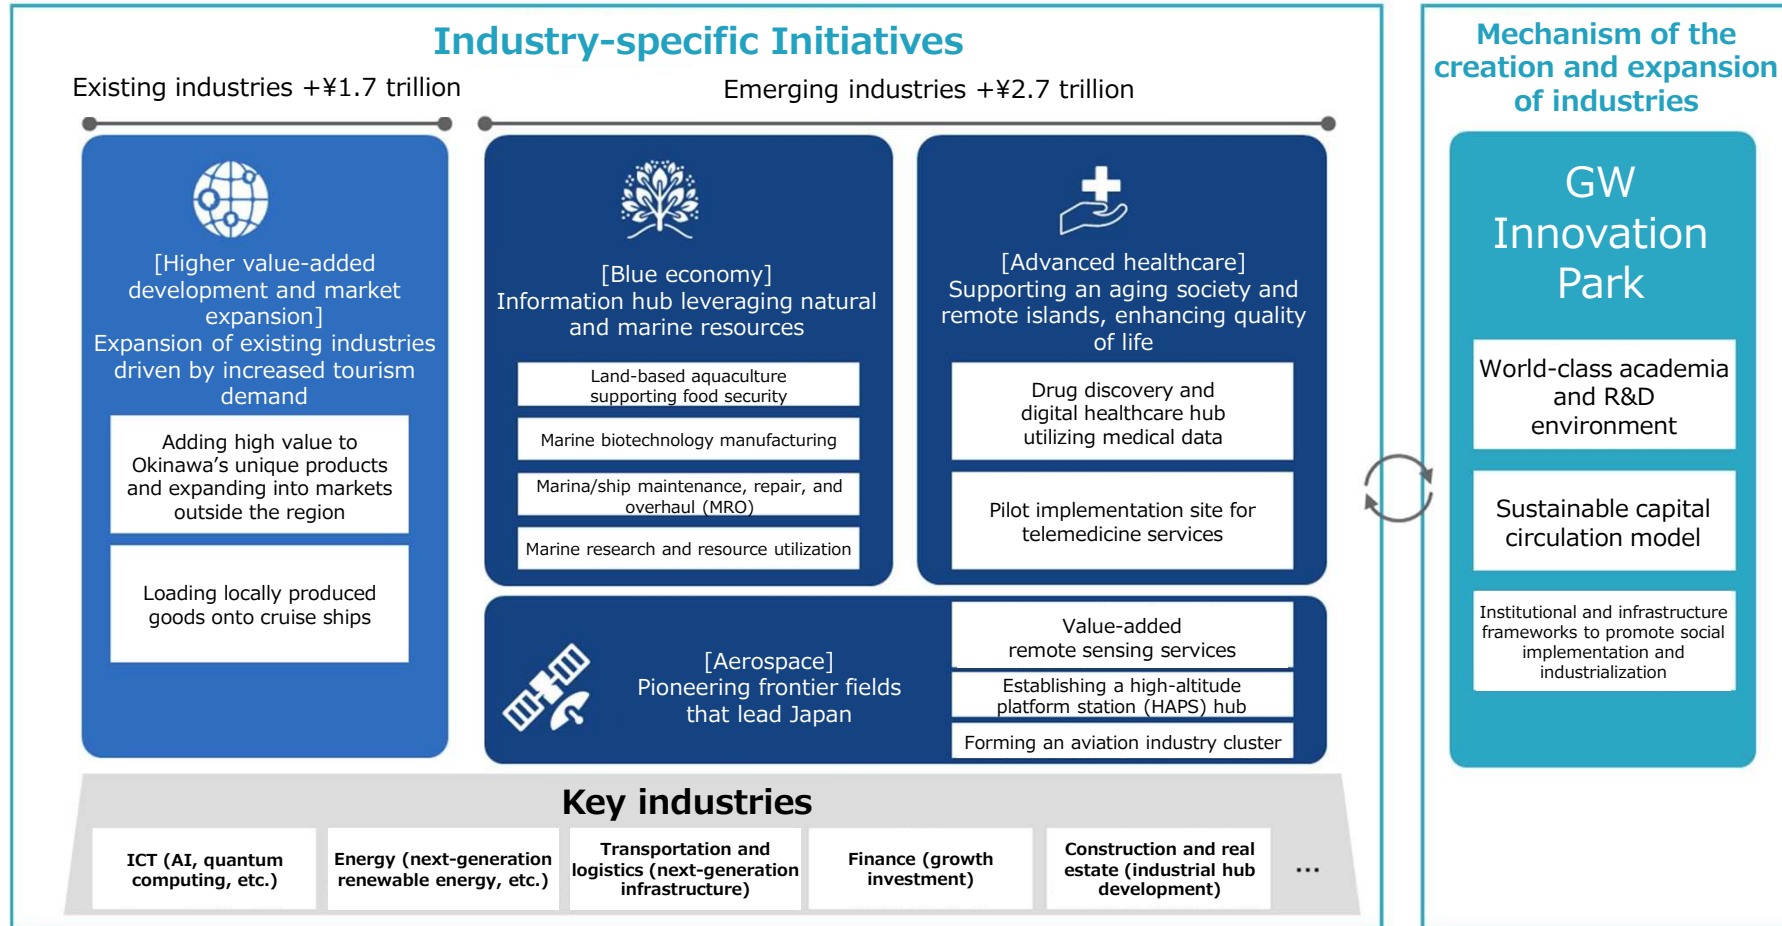 Industry-specific Initiatives
Existing industries +¥1.7 trillion
Emerging industries +¥2.7 trillion
[Higher value-added
development and market
expansion]
Expansion of existing industries
driven by increased tourism
demand
Adding high value to
Okinawa’s unique products
and expanding into markets
outside the region
Loading locally produced
goods onto cruise ships
[Blue economy]
Information hub leveraging natural
and marine resources
Land-based aquaculture
supporting food security
Marine biotechnology manufacturing
Marina/ship maintenance, repair, and
overhaul (MRO)
Marine research and resource utilization
[Advanced healthcare]
Supporting an aging society and
remote islands, enhancing quality
of life
Drug discovery and
digital healthcare hub
utilizing medical data
Pilot implementation site for
telemedicine services
[Aerospace]
Pioneering frontier fields
that lead Japan
Value-added
remote sensing services
Establishing a high-altitude
platform station (HAPS) hub
Forming an aviation industry cluster
Key industries
ICT (AI, quantum
computing, etc.)
Energy (next-generation
renewable energy, etc.)
Transportation and
logistics (next-generation
infrastructure)
Finance (growth
investment)
Construction and real
estate (industrial hub
development)
...
Mechanism of the
creation and expansion
of industries
GW
Innovation
Park
World-class academia
and R&D
environment
Sustainable capital
circulation model
Institutional and infrastructure
frameworks to promote social
implementation and
industrialization